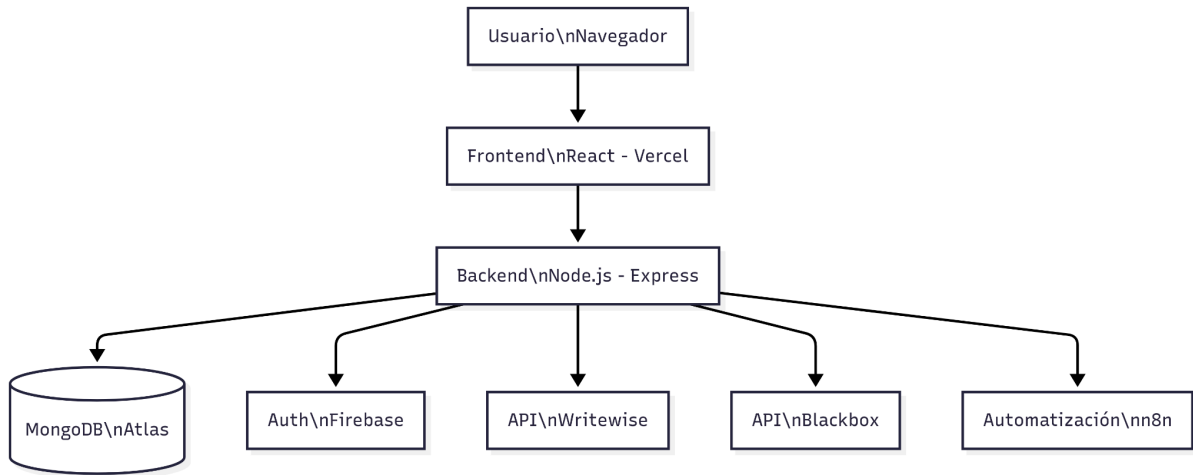 Usuario\nNavegador
Frontend\nReact - Vercel
Backend\nNode.js - Express
MongoDB\nAtlas
Auth\nFirebase
API\nWritewise
API\nBlackbox
Automatización\nn8n